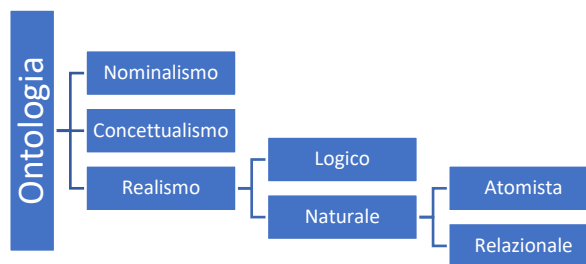 Ontologia
Nominalismo
Concettualismo
Realismo
Logico
Naturale
Atomista
Relazionale